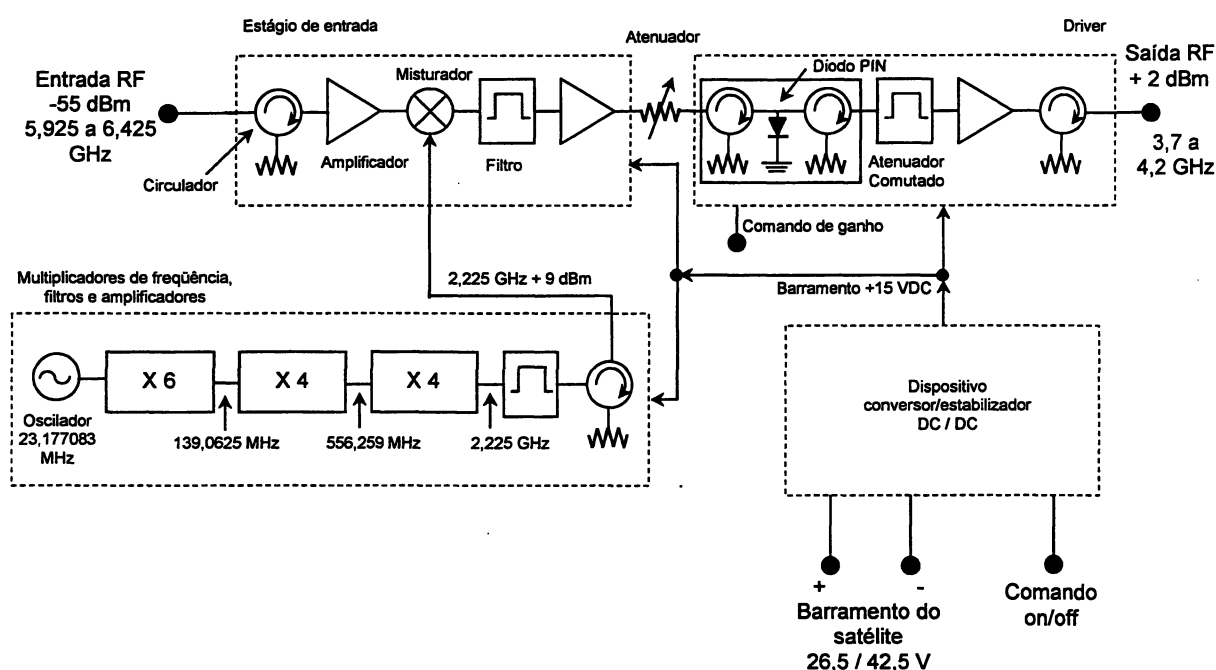 Estágio de entrada
Atenuador
Driver
Entrada RF
-55 dBm
5,925 a 6,425
GHz
Misturador
Diodo PIN
Saída RF
+ 2 dBm
3,7 a
4,2 GHz
Circulador
Amplificador
Filtro
Atenuador
Comutado
Comando de ganho
Multiplicadores de freqüência,
filtros e amplificadores
2,225 GHz + 9 dBm
Barramento +15 VDC
X 6
X 4
X 4
Oscilador
23,177083
MHz
139,0625 MHz
556,259 MHz
2,225 GHz
Dispositivo
conversor/estabilizador
DC / DC
+
-
Barramento do
satélite
26,5 / 42,5 V
Comando
on/off